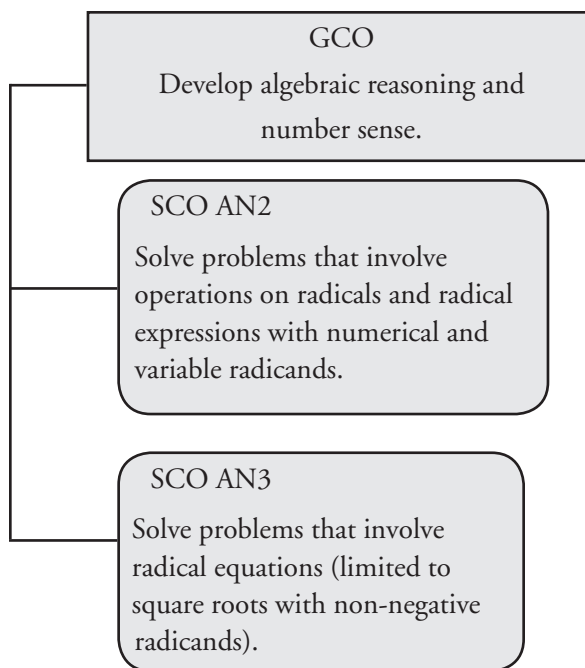 GCO
Develop algebraic reasoning and
number sense.
SCO AN2
Solve problems that involve
operations on radicals and radical
expressions with numerical and
variable radicands.
SCO AN3
Solve problems that involve
radical equations (limited to
square roots with non-negative
radicands).